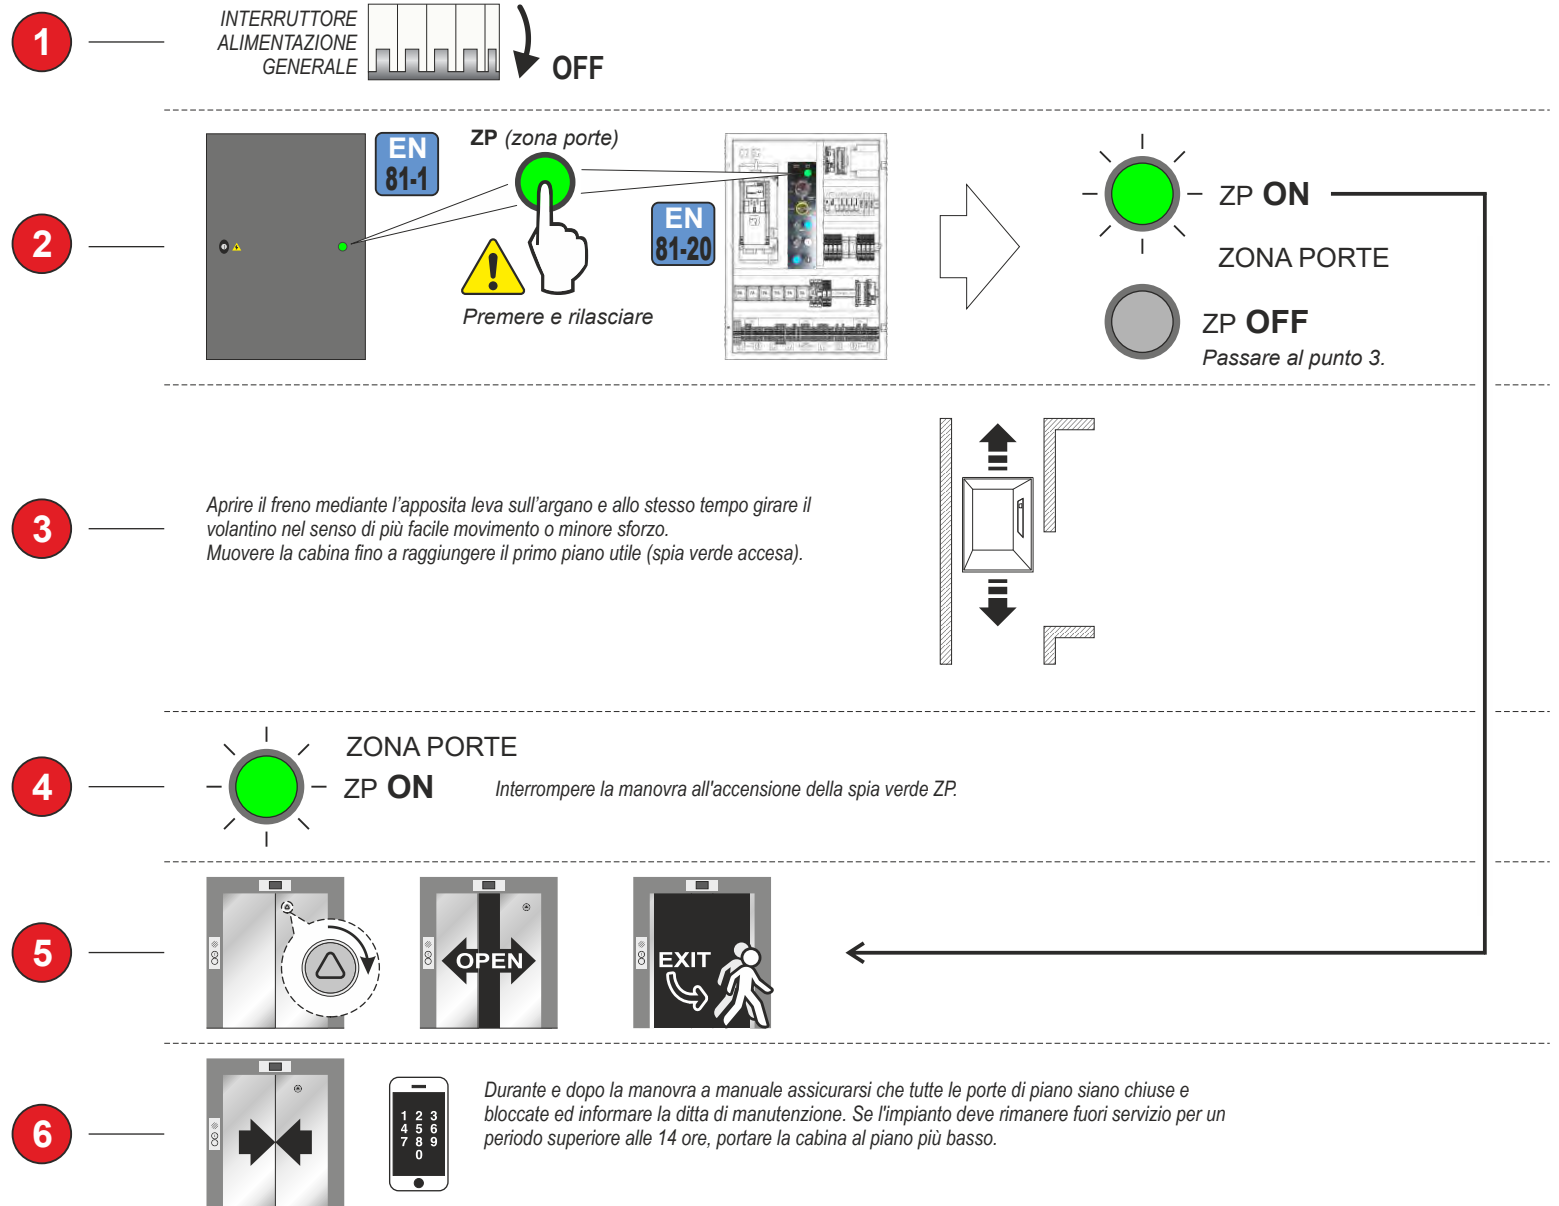 1
INTERRUTTORE
ALIMENTAZIONE
GENERALE
OFF
2
EN
81-1
ZP (zona porte)
Premere e rilasciare
EN
81-20
ZP ON
ZONA PORTE
ZP OFF
Passare al punto 3.
3
Aprire il freno mediante l'apposita leva sull'argano e allo stesso tempo girare il
volantino nel senso di più facile movimento o minore sforzo.
Muovere la cabina fino a raggiungere il primo piano utile (spia verde accesa).
4
ZONA PORTE
ZP ON
Interrompere la manovra all'accensione della spia verde ZP.
5
OPEN
EXIT
6
1 2 3
4 5 6
7 8 9
0
Durante e dopo la manovra a manuale assicurarsi che tutte le porte di piano siano chiuse e
bloccate ed informare la ditta di manutenzione. Se l'impianto deve rimanere fuori servizio per un
periodo superiore alle 14 ore, portare la cabina al piano più basso.